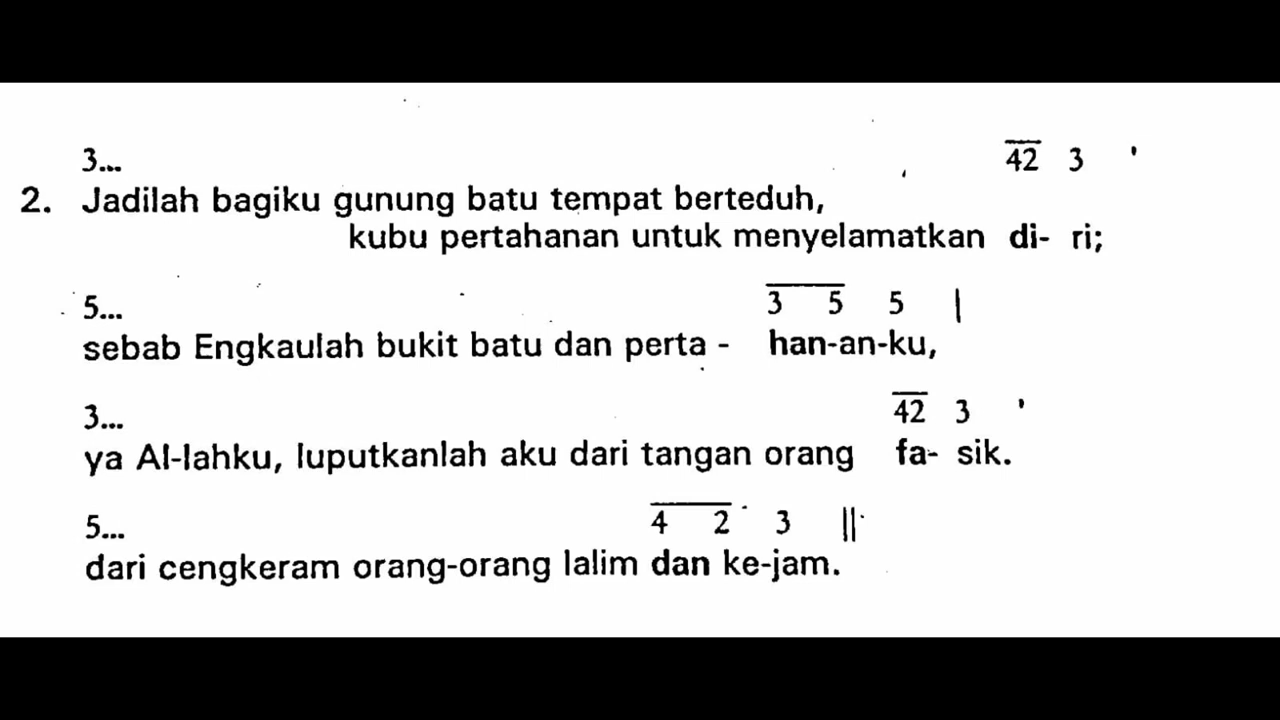 3... 42 3 '
2. Jadilah bagiku gunung batu tempat berteduh,
kubu pertahanan untuk menyelamatkan di- ri;
5... 3 5 5 |
sebab Engkaulah bukit batu dan perta - han-an-ku,
3... 42 3 '
ya Al-lahku, luputkanlah aku dari tangan orang fa- sik.
5... 4 2 3 ||
dari cengkeram orang-orang lalim dan ke-jam.